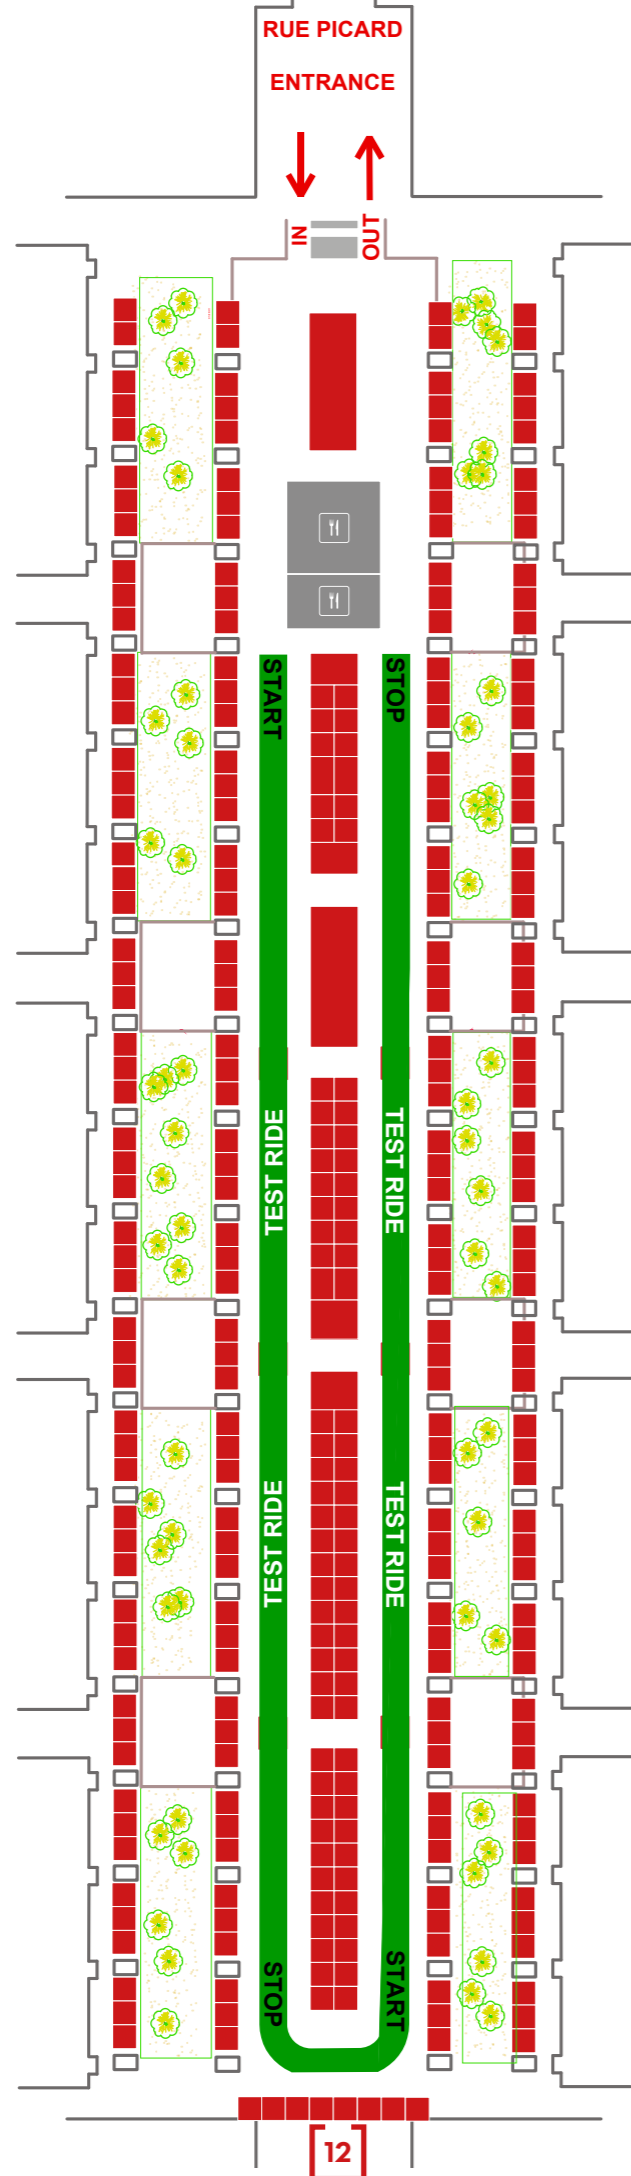 RUE PICARD
ENTRANCE
IN
OUT
START
STOP
TEST RIDE
TEST RIDE
TEST RIDE
TEST RIDE
STOP
START
12